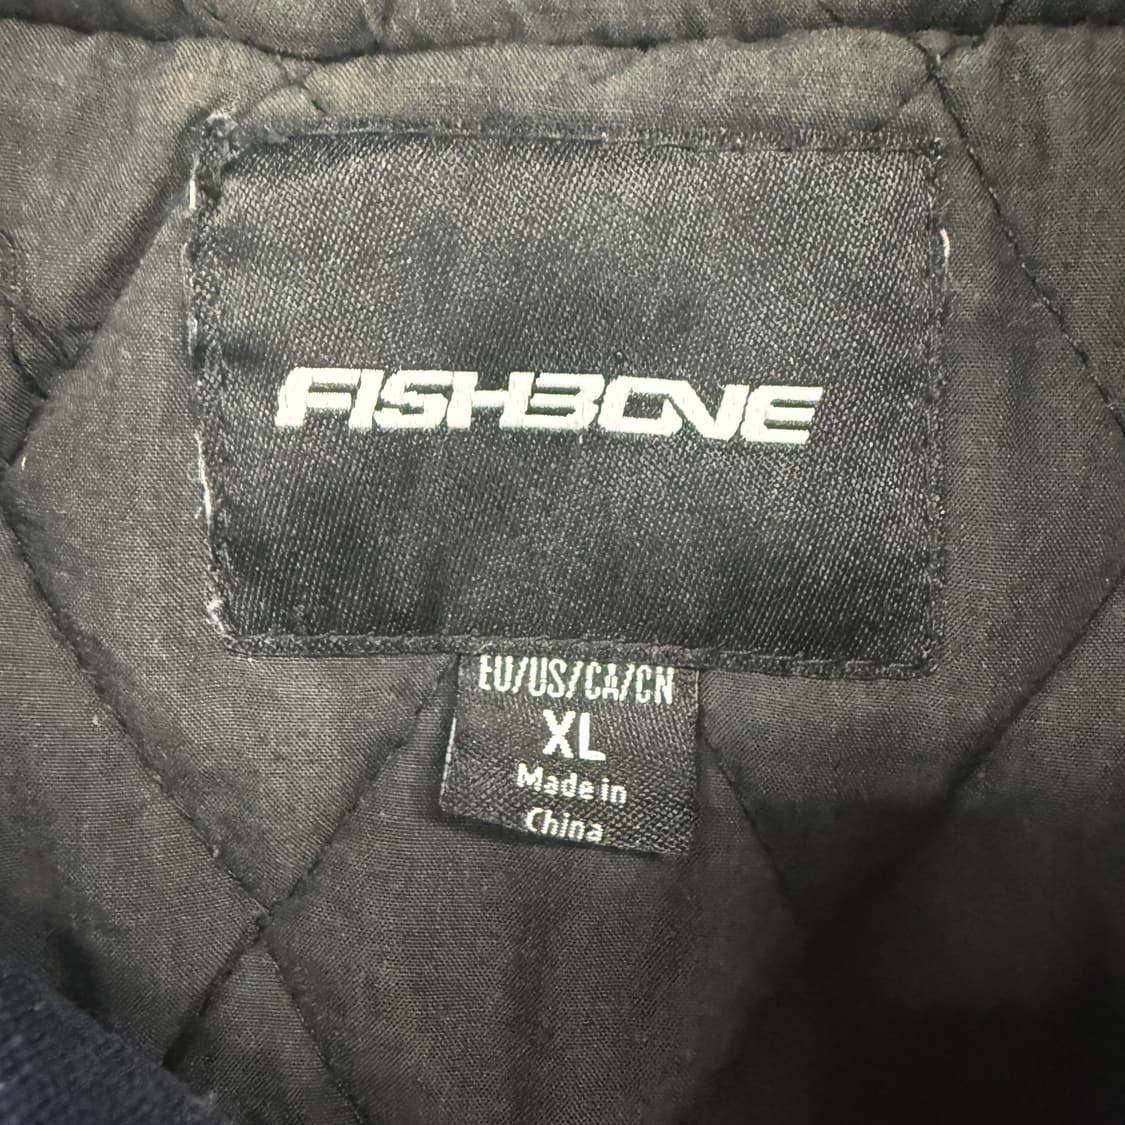 FISHBONE
EU/US/CA/CN
XL
Made in
China